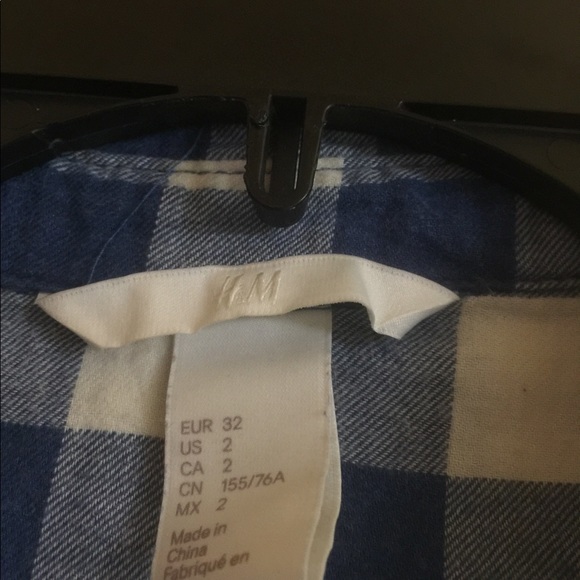 H&M
EUR 32
US 2
CA 2
CN 155/76A
MX 2
Made in
China
Fabriqué en